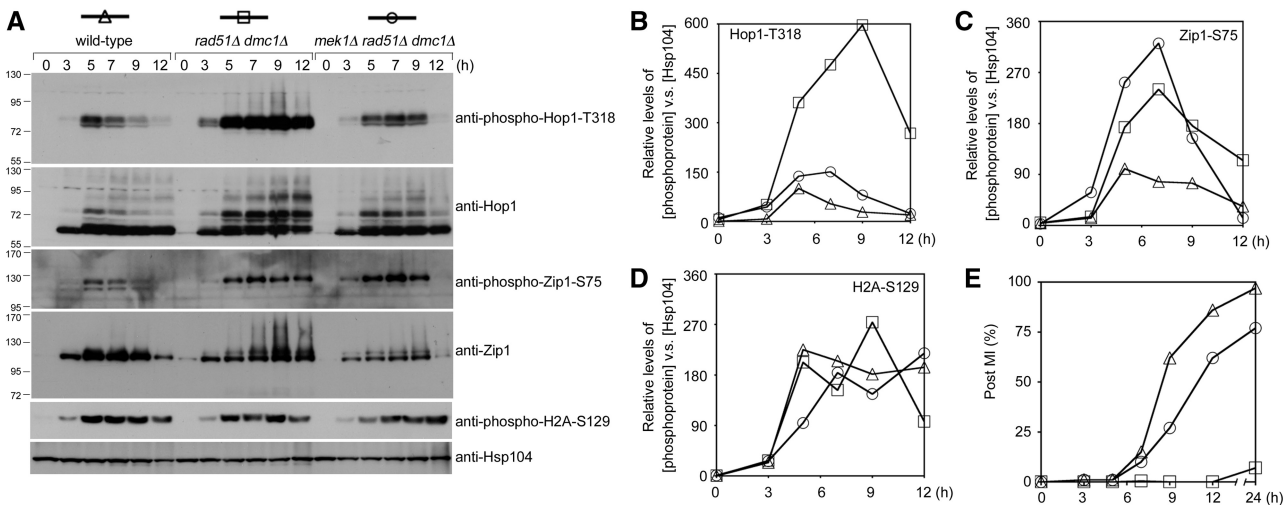 A
wild-type rad51Δ dmc1Δ mek1Δ rad51Δ dmc1Δ
0 3 5 7 9 12 0 3 5 7 9 12 0 3 5 7 9 12 (h)
130
95
72
55
anti-phospho-Hop1-T318
130
95
72
55
anti-Hop1
170
130
95
anti-phospho-Zip1-S75
170
130
95
72
anti-Zip1
anti-phospho-H2A-S129
anti-Hsp104
B
Hop1-T318
Relative levels of
[phosphoprotein] v.s. [Hsp104]
600
450
300
150
0
0 3 6 9 12 (h)
C
Zip1-S75
Relative levels of
[phosphoprotein] v.s. [Hsp104]
360
270
180
90
0
0 3 6 9 12 (h)
D
H2A-S129
Relative levels of
[phosphoprotein] v.s. [Hsp104]
360
270
180
90
0
0 3 6 9 12 (h)
E
Post MI (%)
100
75
50
25
0
0 3 6 9 12 24 (h)